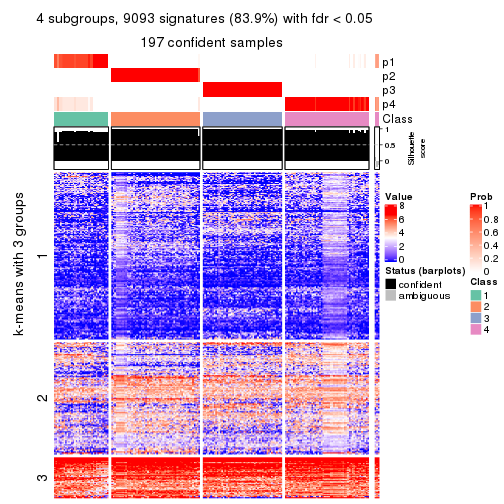 4 subgroups, 9093 signatures (83.9%) with fdr < 0.05
197 confident samples
p1
p2
p3
p4
Class
1
0.5
0
Silhouette
score
k-means with 3 groups
1
2
3
Value
8
6
4
2
0
Status (barplots)
confident
ambiguous
Prob
1
0.8
0.6
0.4
0.2
0
Class
1
2
3
4